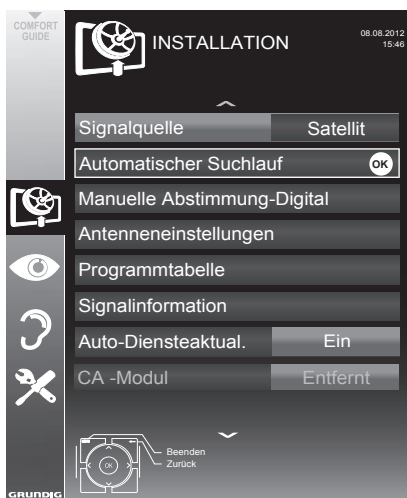 COMFORT
GUIDE
INSTALLATION
08.08.2012
15:46
Signalquelle
Satellit
Automatischer Suchlauf
OK
Manuelle Abstimmung-Digital
Antenneneinstellungen
Programmtabelle
Signalinformation
Auto-Diensteaktual.
Ein
CA -Modul
Entfernt
OK
Beenden
Zurück
GRUNDIG